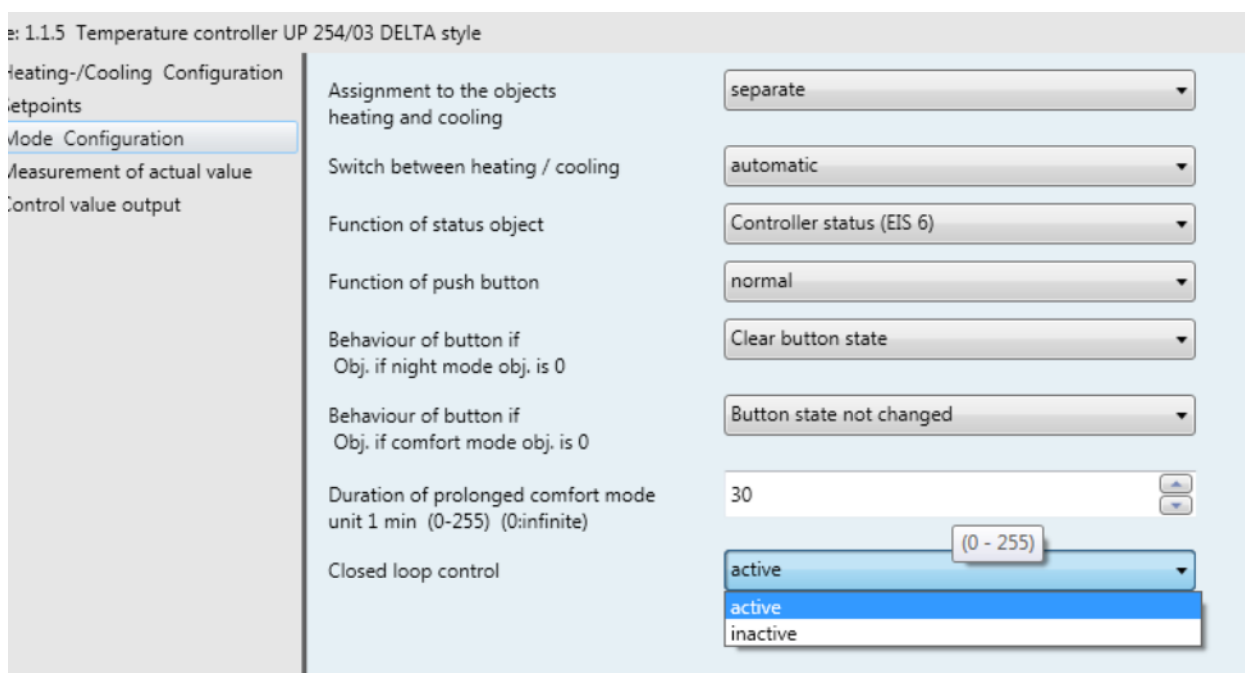 e: 1.1.5 Temperature controller UP 254/03 DELTA style
Heating-/Cooling Configuration
Setpoints
Mode Configuration
Measurement of actual value
Control value output
Assignment to the objects
heating and cooling
separate
Switch between heating / cooling
automatic
Function of status object
Controller status (EIS 6)
Function of push button
normal
Behaviour of button if
Obj. if night mode obj. is 0
Clear button state
Behaviour of button if
Obj. if comfort mode obj. is 0
Button state not changed
Duration of prolonged comfort mode
unit 1 min (0-255) (0:infinite)
30
(0 - 255)
Closed loop control
active
active
inactive